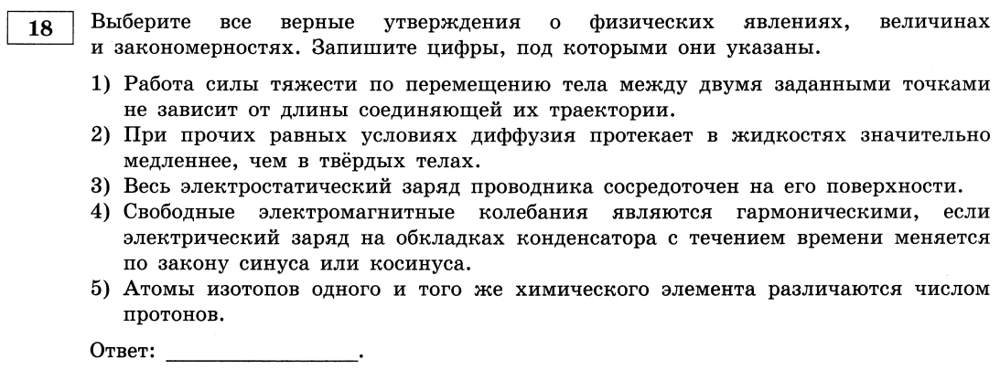 18
Выберите все верные утверждения о физических явлениях, величинах
и закономерностях. Запишите цифры, под которыми они указаны.
1) Работа силы тяжести по перемещению тела между двумя заданными точками
не зависит от длины соединяющей их траектории.
2) При прочих равных условиях диффузия протекает в жидкостях значительно
медленнее, чем в твёрдых телах.
3) Весь электростатический заряд проводника сосредоточен на его поверхности.
4) Свободные электромагнитные колебания являются гармоническими, если
электрический заряд на обкладках конденсатора с течением времени меняется
по закону синуса или косинуса.
5) Атомы изотопов одного и того же химического элемента различаются числом
протонов.
Ответ: ___________________.